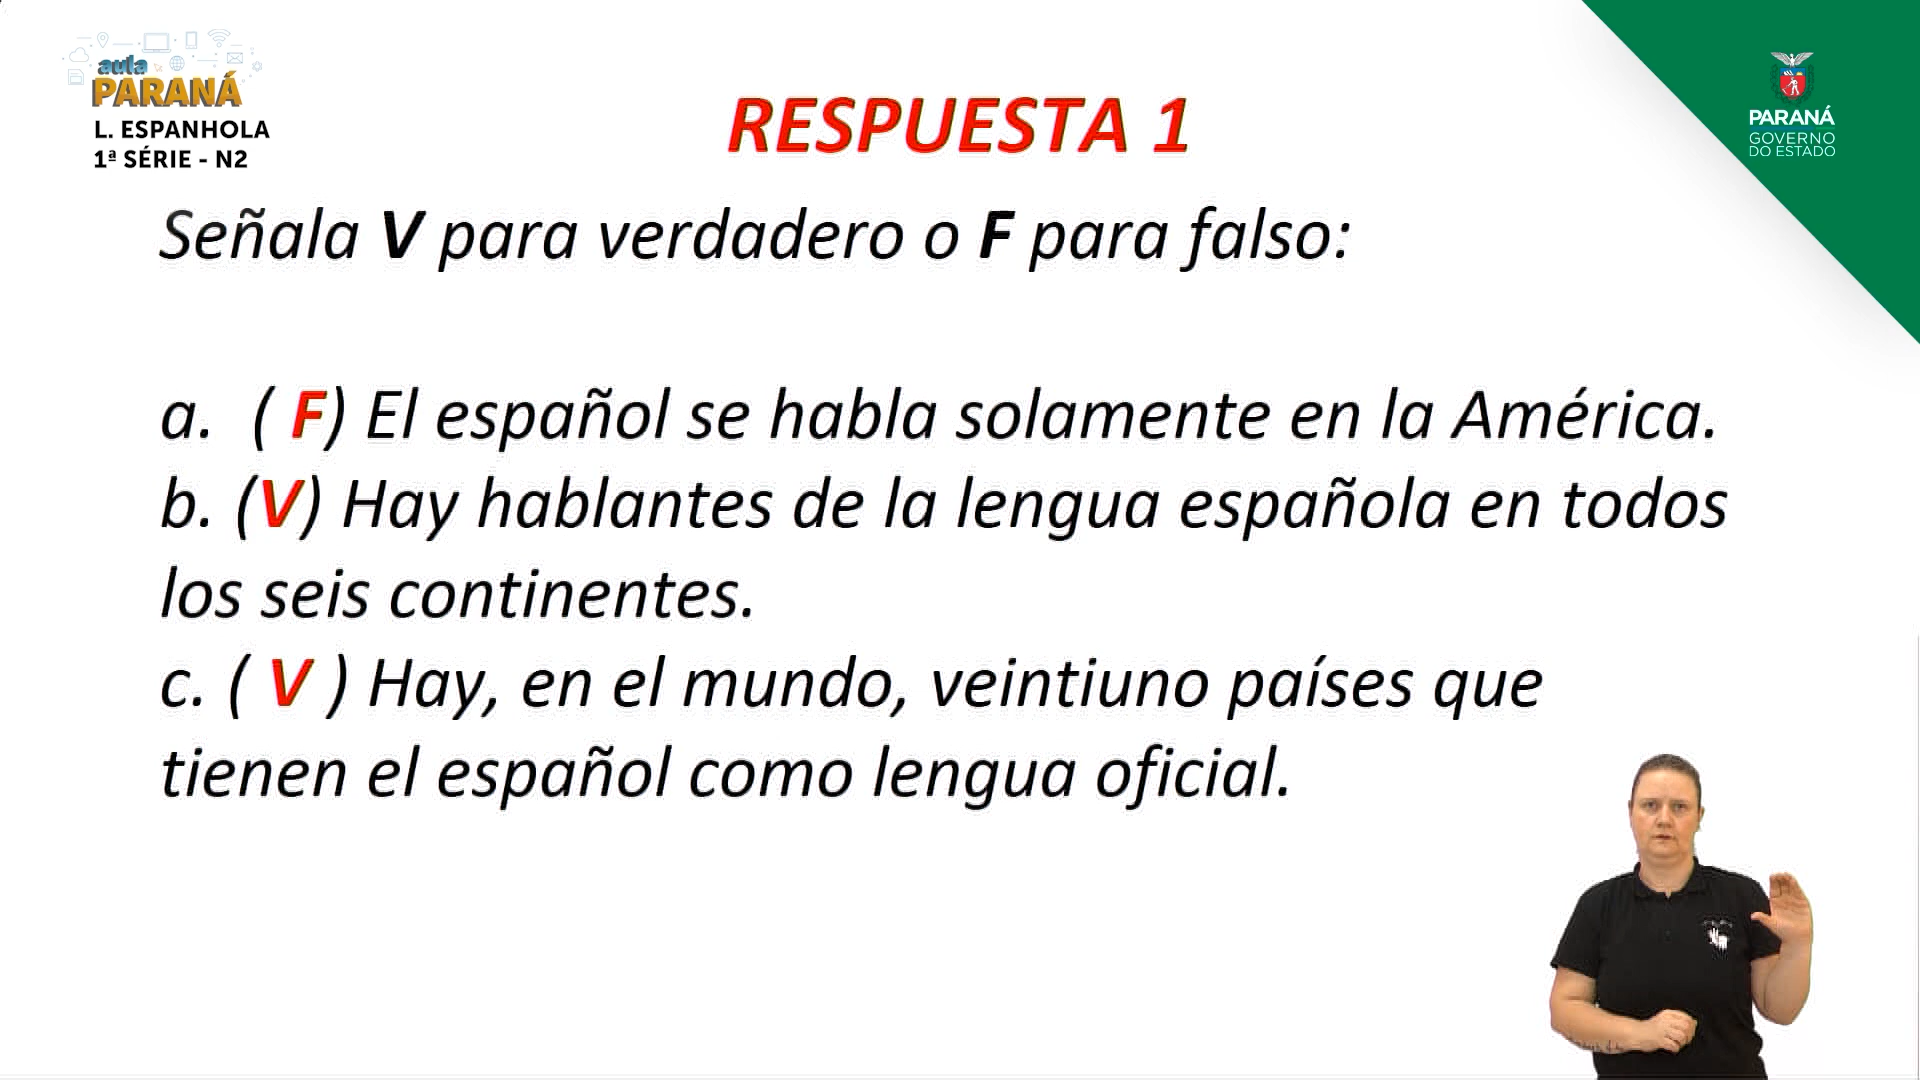 aula
PARANÁ
L. ESPANHOLA
1ª SÉRIE - N2
PARANÁ
GOVERNO
DO ESTADO
RESPUESTA 1
Señala V para verdadero o F para falso:
a. ( F) El español se habla solamente en la América.
b. (V) Hay hablantes de la lengua española en todos
los seis continentes.
c. ( V ) Hay, en el mundo, veintiuno países que
tienen el español como lengua oficial.